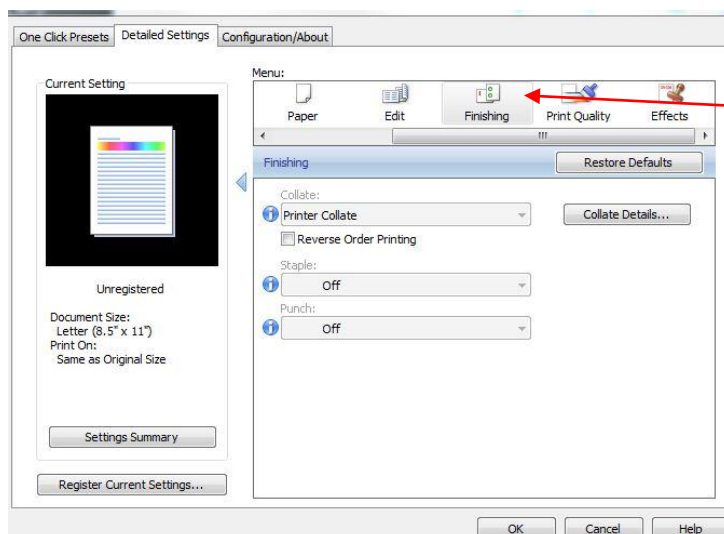 One Click Presets Detailed Settings Configuration/About
Current Setting
Menu:
Paper Edit Finishing Print Quality Effects
Finishing Restore Defaults
Collate:
Printer Collate Collate Details...
Reverse Order Printing
Staple:
Off
Punch:
Off
Unregistered
Document Size:
Letter (8.5" x 11")
Print On:
Same as Original Size
Settings Summary
Register Current Settings...
OK Cancel Help